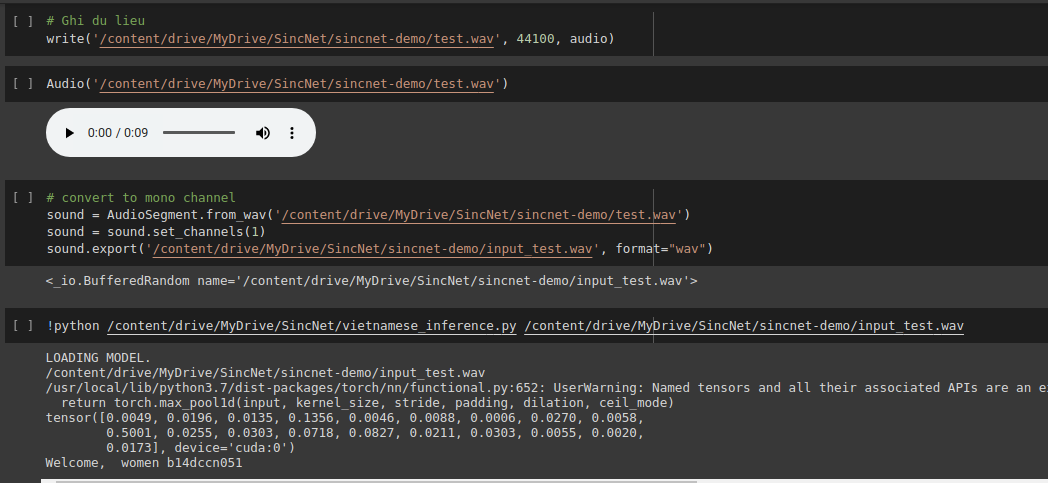 [ ] # Ghi du lieu
write('/content/drive/MyDrive/SincNet/sincnet-demo/test.wav', 44100, audio)
[ ] Audio('/content/drive/MyDrive/SincNet/sincnet-demo/test.wav')
0:00 / 0:09
[ ] # convert to mono channel
sound = AudioSegment.from_wav('/content/drive/MyDrive/SincNet/sincnet-demo/test.wav')
sound = sound.set_channels(1)
sound.export('/content/drive/MyDrive/SincNet/sincnet-demo/input_test.wav', format="wav")
<_io.BufferedRandom name='/content/drive/MyDrive/SincNet/sincnet-demo/input_test.wav'>
[ ] !python /content/drive/MyDrive/SincNet/vietnamese_inference.py /content/drive/MyDrive/SincNet/sincnet-demo/input_test.wav
LOADING MODEL.
/content/drive/MyDrive/SincNet/sincnet-demo/input_test.wav
/usr/local/lib/python3.7/dist-packages/torch/nn/functional.py:652: UserWarning: Named tensors and all their associated APIs are an
return torch.max_pool1d(input, kernel_size, stride, padding, dilation, ceil_mode)
tensor([0.0049, 0.0196, 0.0135, 0.1356, 0.0046, 0.0088, 0.0006, 0.0270, 0.0058,
0.5001, 0.0255, 0.0303, 0.0718, 0.0827, 0.0211, 0.0303, 0.0055, 0.0020,
0.0173], device='cuda:0')
Welcome,  women b14dccn051